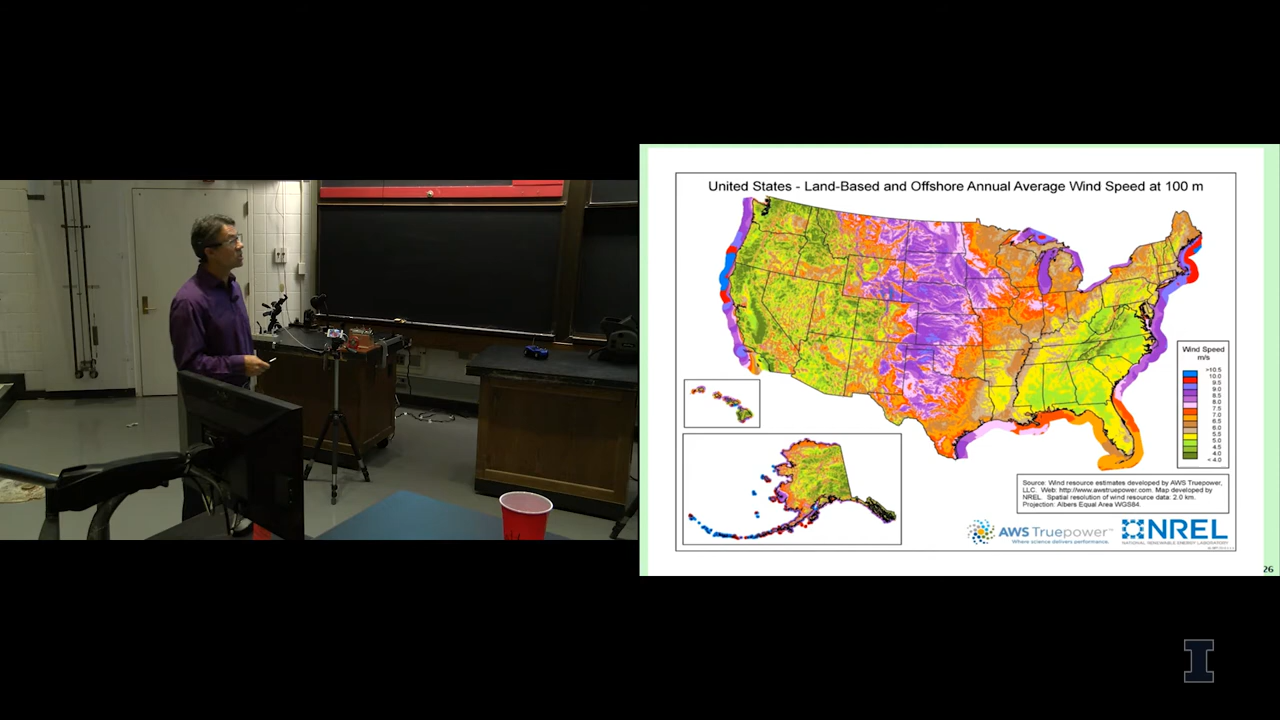 United States - Land-Based and Offshore Annual Average Wind Speed at 100 m
Wind Speed
m/s
>10.5
10.0
9.5
9.0
8.5
8.0
7.5
7.0
6.5
6.0
5.5
5.0
4.5
4.0
< 4.0
Source: Wind resource estimates developed by AWS Truepower,
LLC. Web: http://www.awstruepower.com. Map developed by
NREL. Spatial resolution of wind resource data: 2.0 km.
Projection: Albers Equal Area WGS84.
AWS Truepower™
Where science delivers performance.
NREL
NATIONAL RENEWABLE ENERGY LABORATORY
26
I